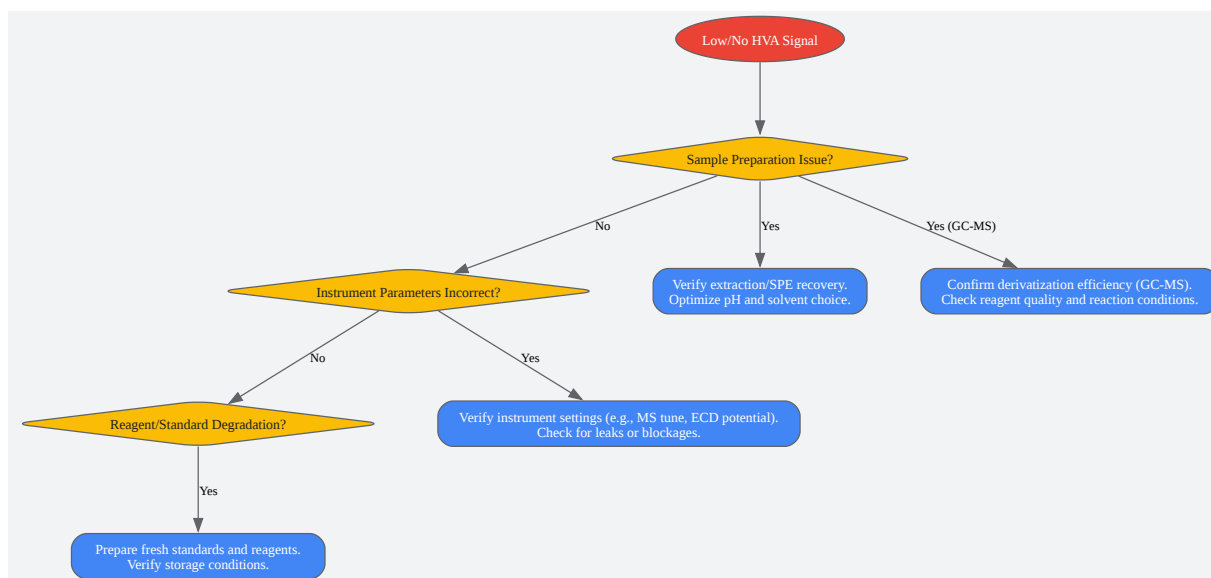 Low/No HVA Signal
Sample Preparation Issue?
No
Yes
Yes (GC-MS)
Instrument Parameters Incorrect?
Verify extraction/SPE recovery.
Optimize pH and solvent choice.
Confirm derivatization efficiency (GC-MS).
Check reagent quality and reaction conditions.
No
Yes
Reagent/Standard Degradation?
Verify instrument settings (e.g., MS tune, ECD potential).
Check for leaks or blockages.
Yes
Prepare fresh standards and reagents.
Verify storage conditions.